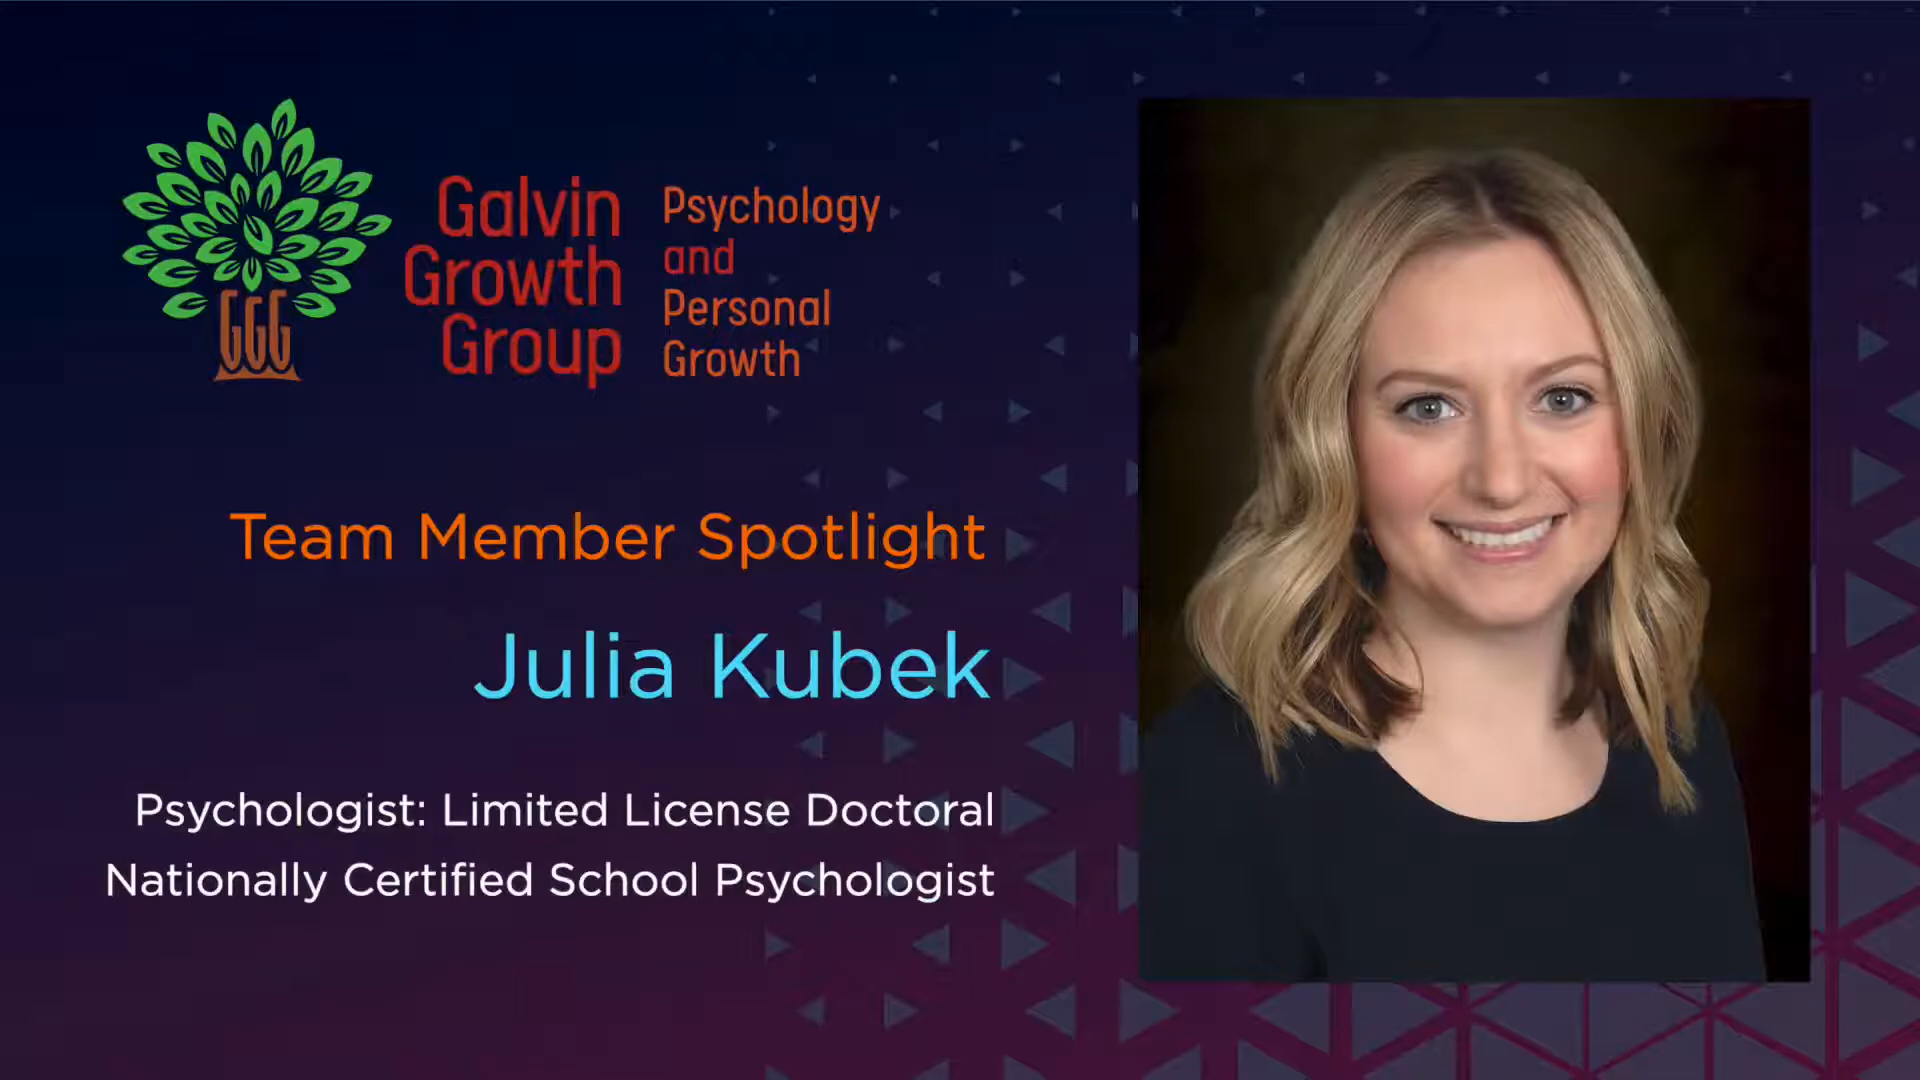 GGG
Galvin
Growth
Group
Psychology
and
Personal
Growth
Team Member Spotlight
Julia Kubek
Psychologist: Limited License Doctoral
Nationally Certified School Psychologist